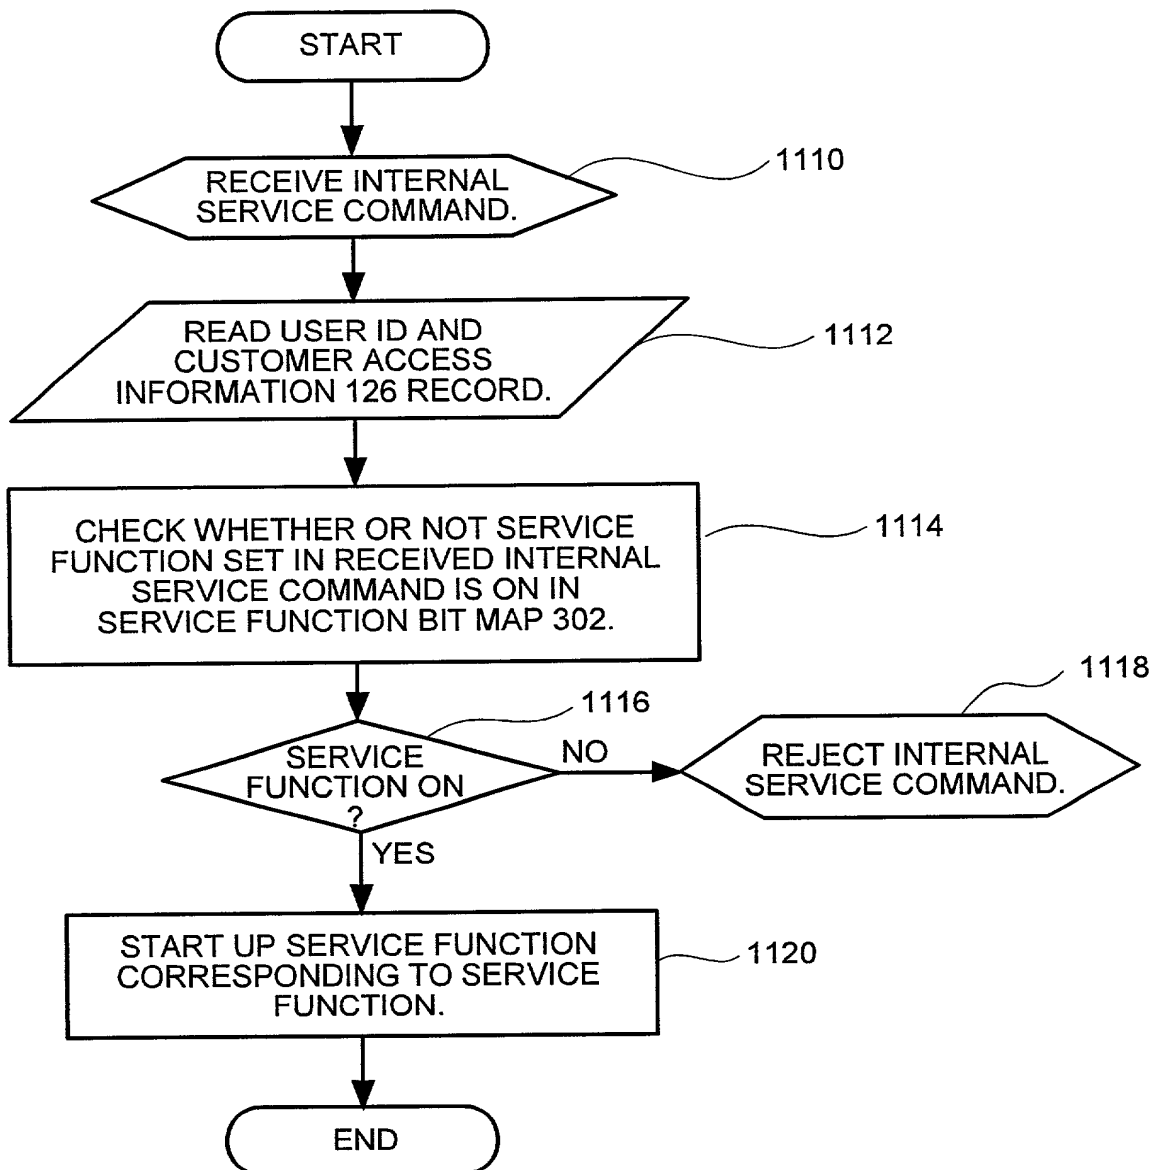 START
RECEIVE INTERNAL
SERVICE COMMAND.
1110
READ USER ID AND
CUSTOMER ACCESS
INFORMATION 126 RECORD.
1112
CHECK WHETHER OR NOT SERVICE
FUNCTION SET IN RECEIVED INTERNAL
SERVICE COMMAND IS ON IN
SERVICE FUNCTION BIT MAP 302.
1114
SERVICE
FUNCTION ON
?
1116
NO
REJECT INTERNAL
SERVICE COMMAND.
1118
YES
START UP SERVICE FUNCTION
CORRESPONDING TO SERVICE
FUNCTION.
1120
END